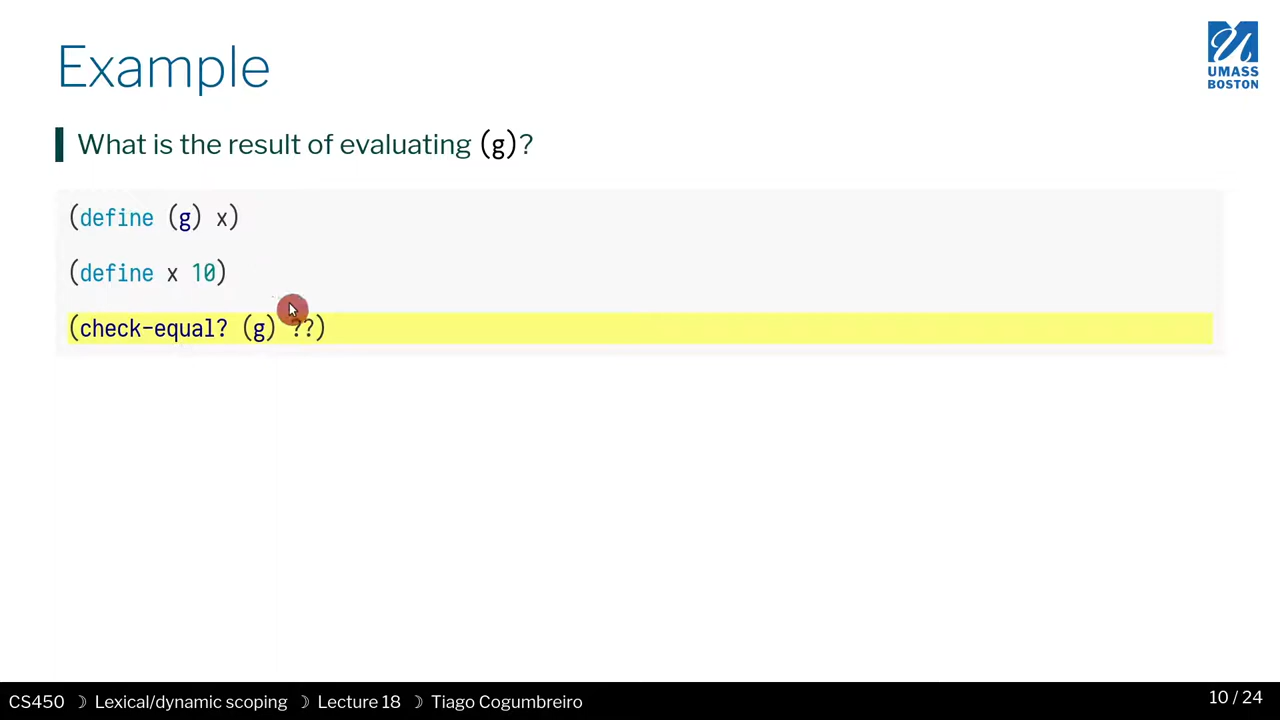 Example
UMASS
BOSTON
What is the result of evaluating (g)?
(define (g) x)
(define x 10)
(check-equal? (g) ??)
CS450 ☽ Lexical/dynamic scoping ☽ Lecture 18 ☽ Tiago Cogumbreiro
10 / 24